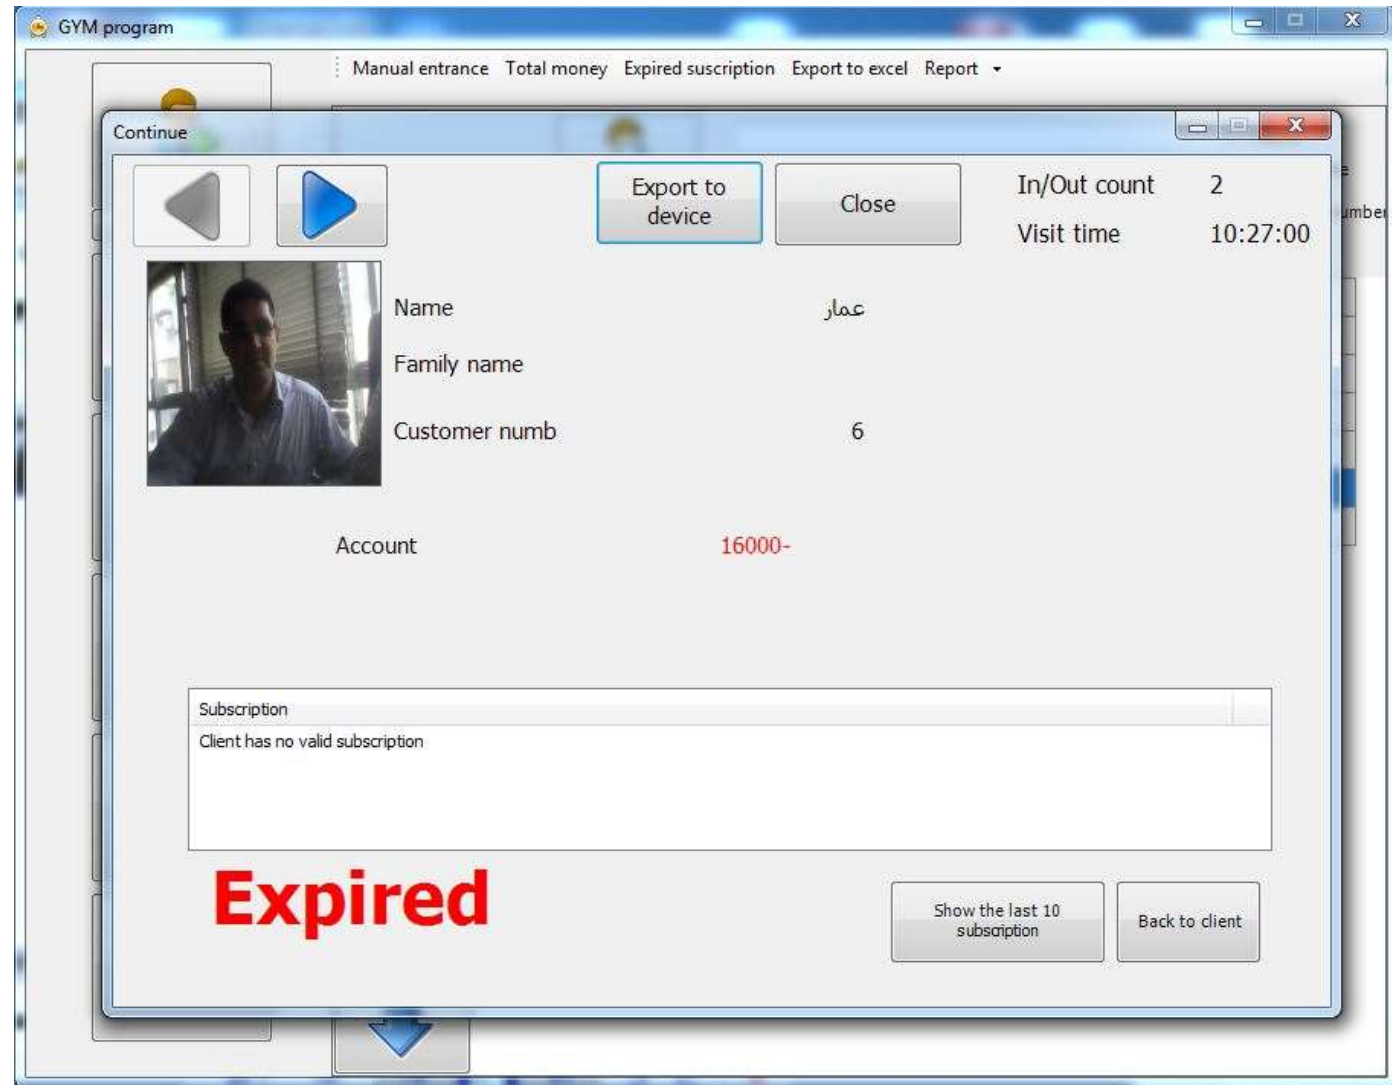 GYM program
Manual entrance Total money Expired suscription Export to excel Report
Continue
Export to
device
Close
In/Out count 2
Visit time 10:27:00
umber
Name عمار
Family name
Customer numb 6
Account 16000-
Subscription
Client has no valid subscription
Expired
Show the last 10
subscription
Back to client